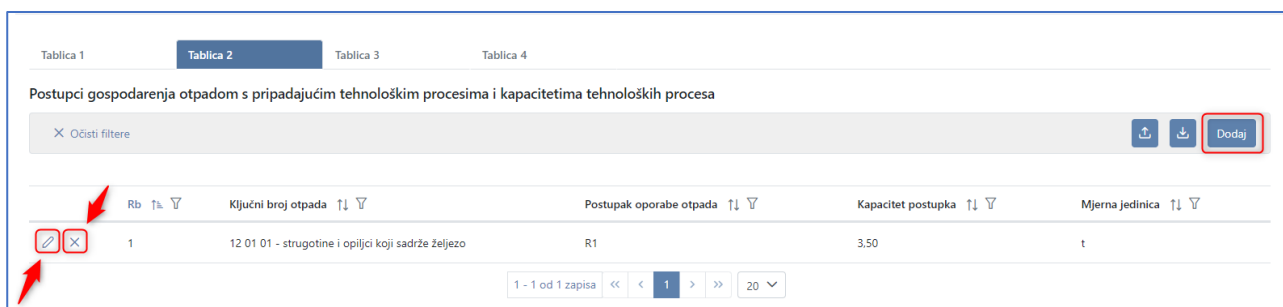 Tablica 1 Tablica 2 Tablica 3 Tablica 4
Postupci gospodarenja otpadom s pripadajućim tehnološkim procesima i kapacitetima tehnoloških procesa
Očisti filtere Dodaj
Rb Ključni broj otpada Postupak oporabe otpada Kapacitet postupka Mjerna jedinica
1 12 01 01 - strugotine i opiljci koji sadrže željezo R1 3,50 t
1 - 1 od 1 zapisa << < 1 > >> 20